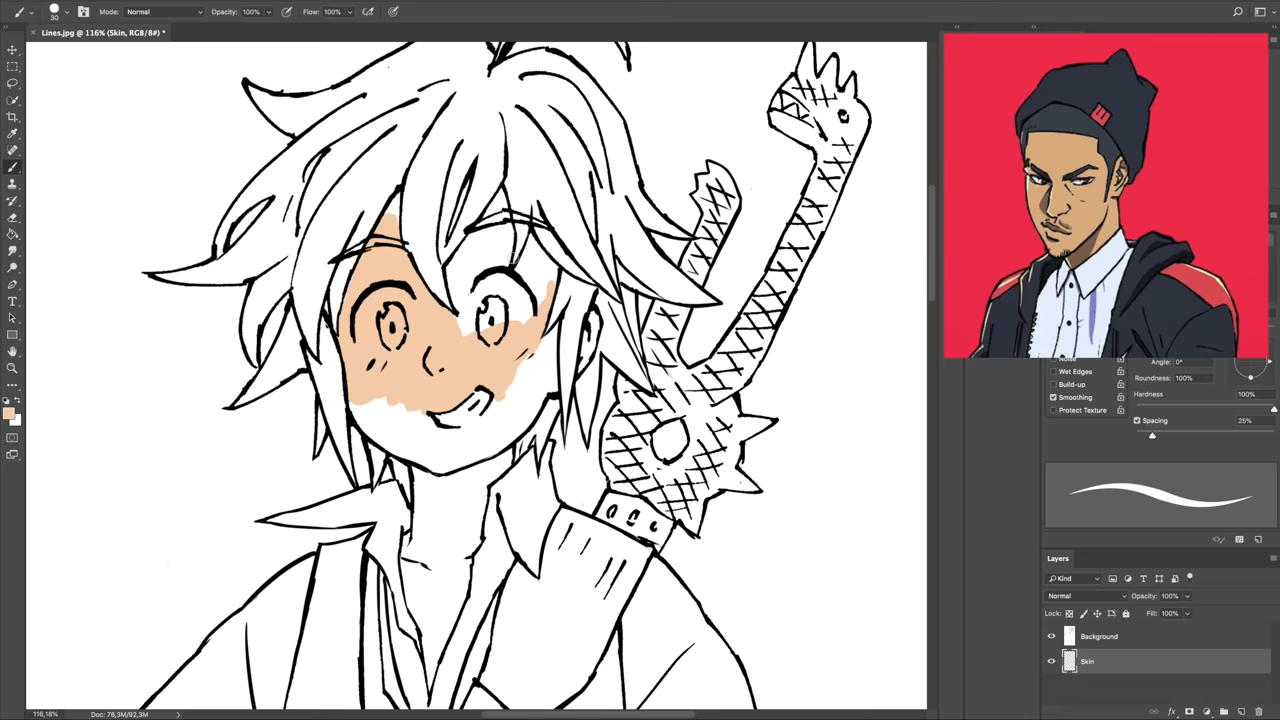 30 Mode: Normal Opacity: 100% Flow: 100%
Lines.jpg @ 116% (Skin, RGB/8#) *
Noise
Wet Edges
Build-up
Smoothing
Protect Texture
Angle: 0°
Roundness: 100%
Hardness 100%
Spacing 25%
Layers
Kind
Normal Opacity: 100%
Lock: Fill: 100%
Background
Skin
116,18% Doc: 76,3M/92,3M